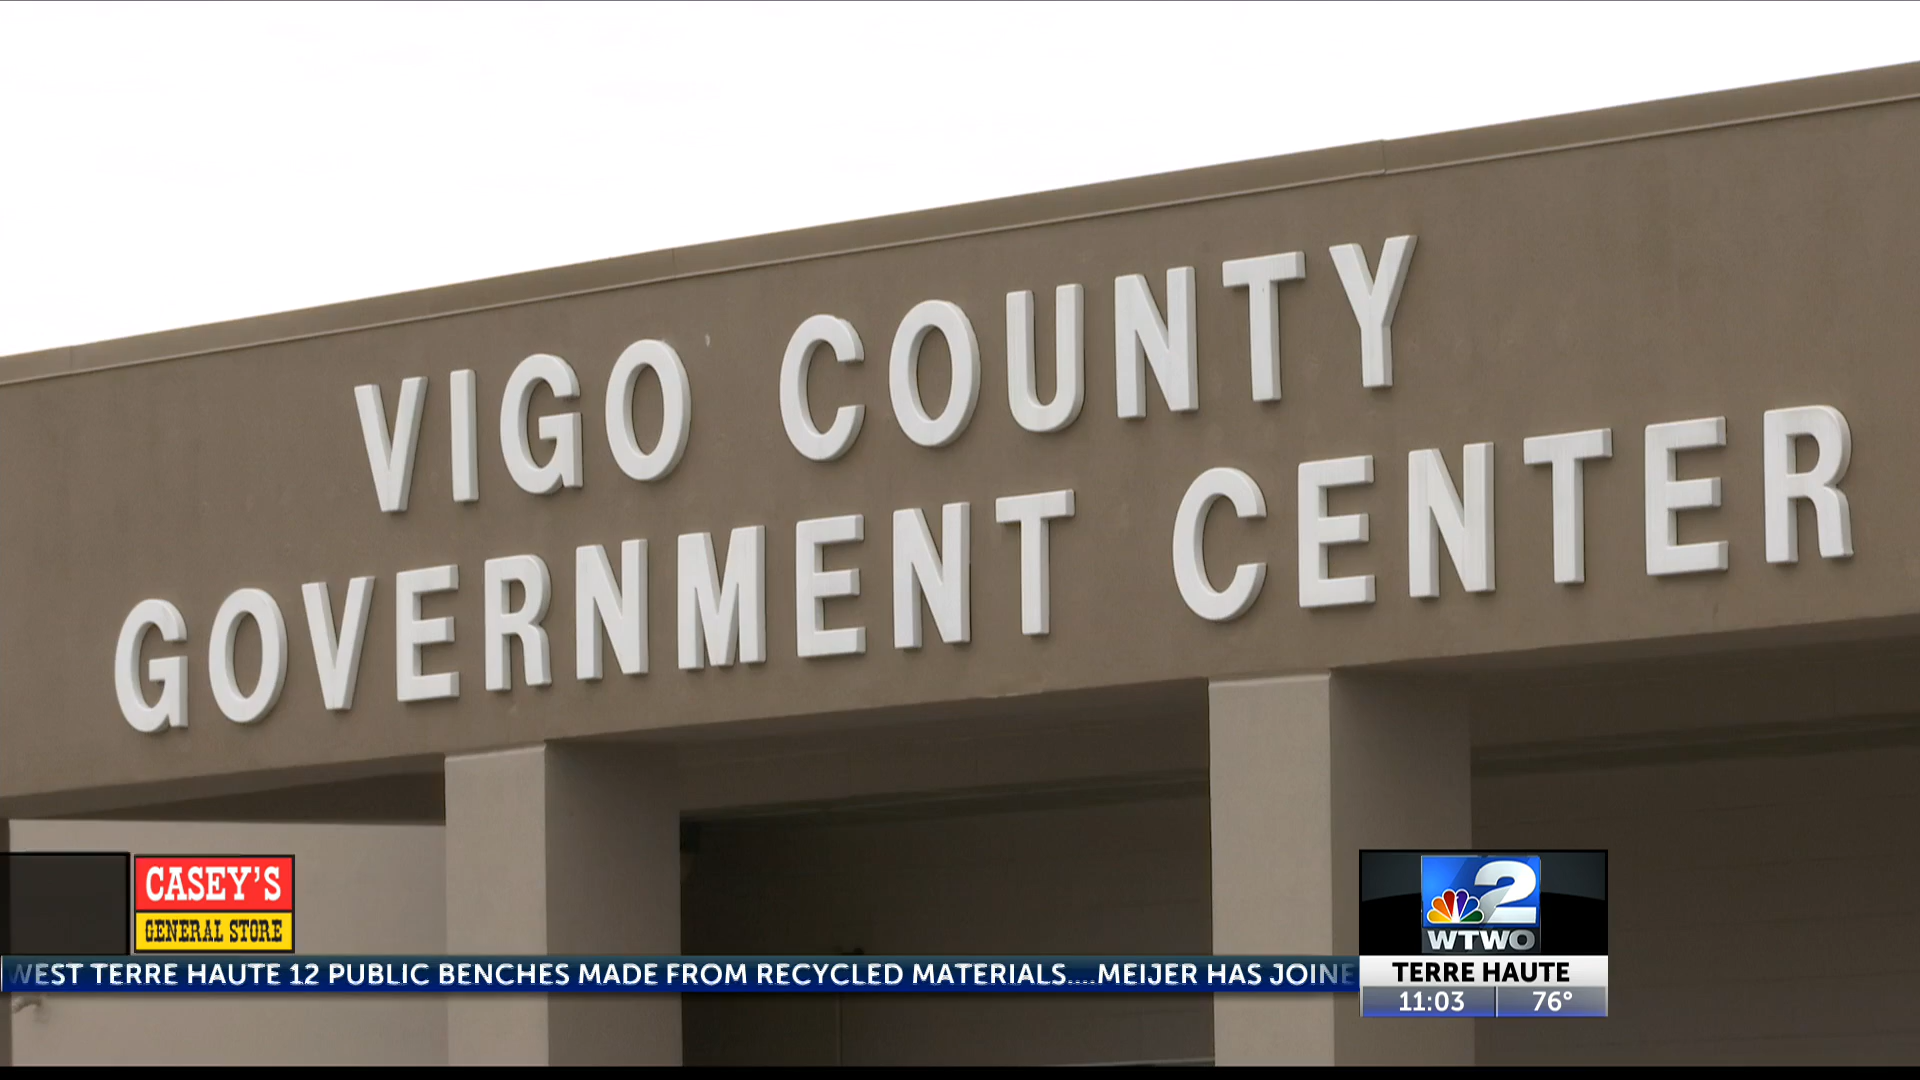 VIGO COUNTY
GOVERNMENT CENTER
CASEY'S
GENERAL STORE
2
WTWO
WEST TERRE HAUTE 12 PUBLIC BENCHES MADE FROM RECYCLED MATERIALS....MEIJER HAS JOINE
TERRE HAUTE
11:03 76°